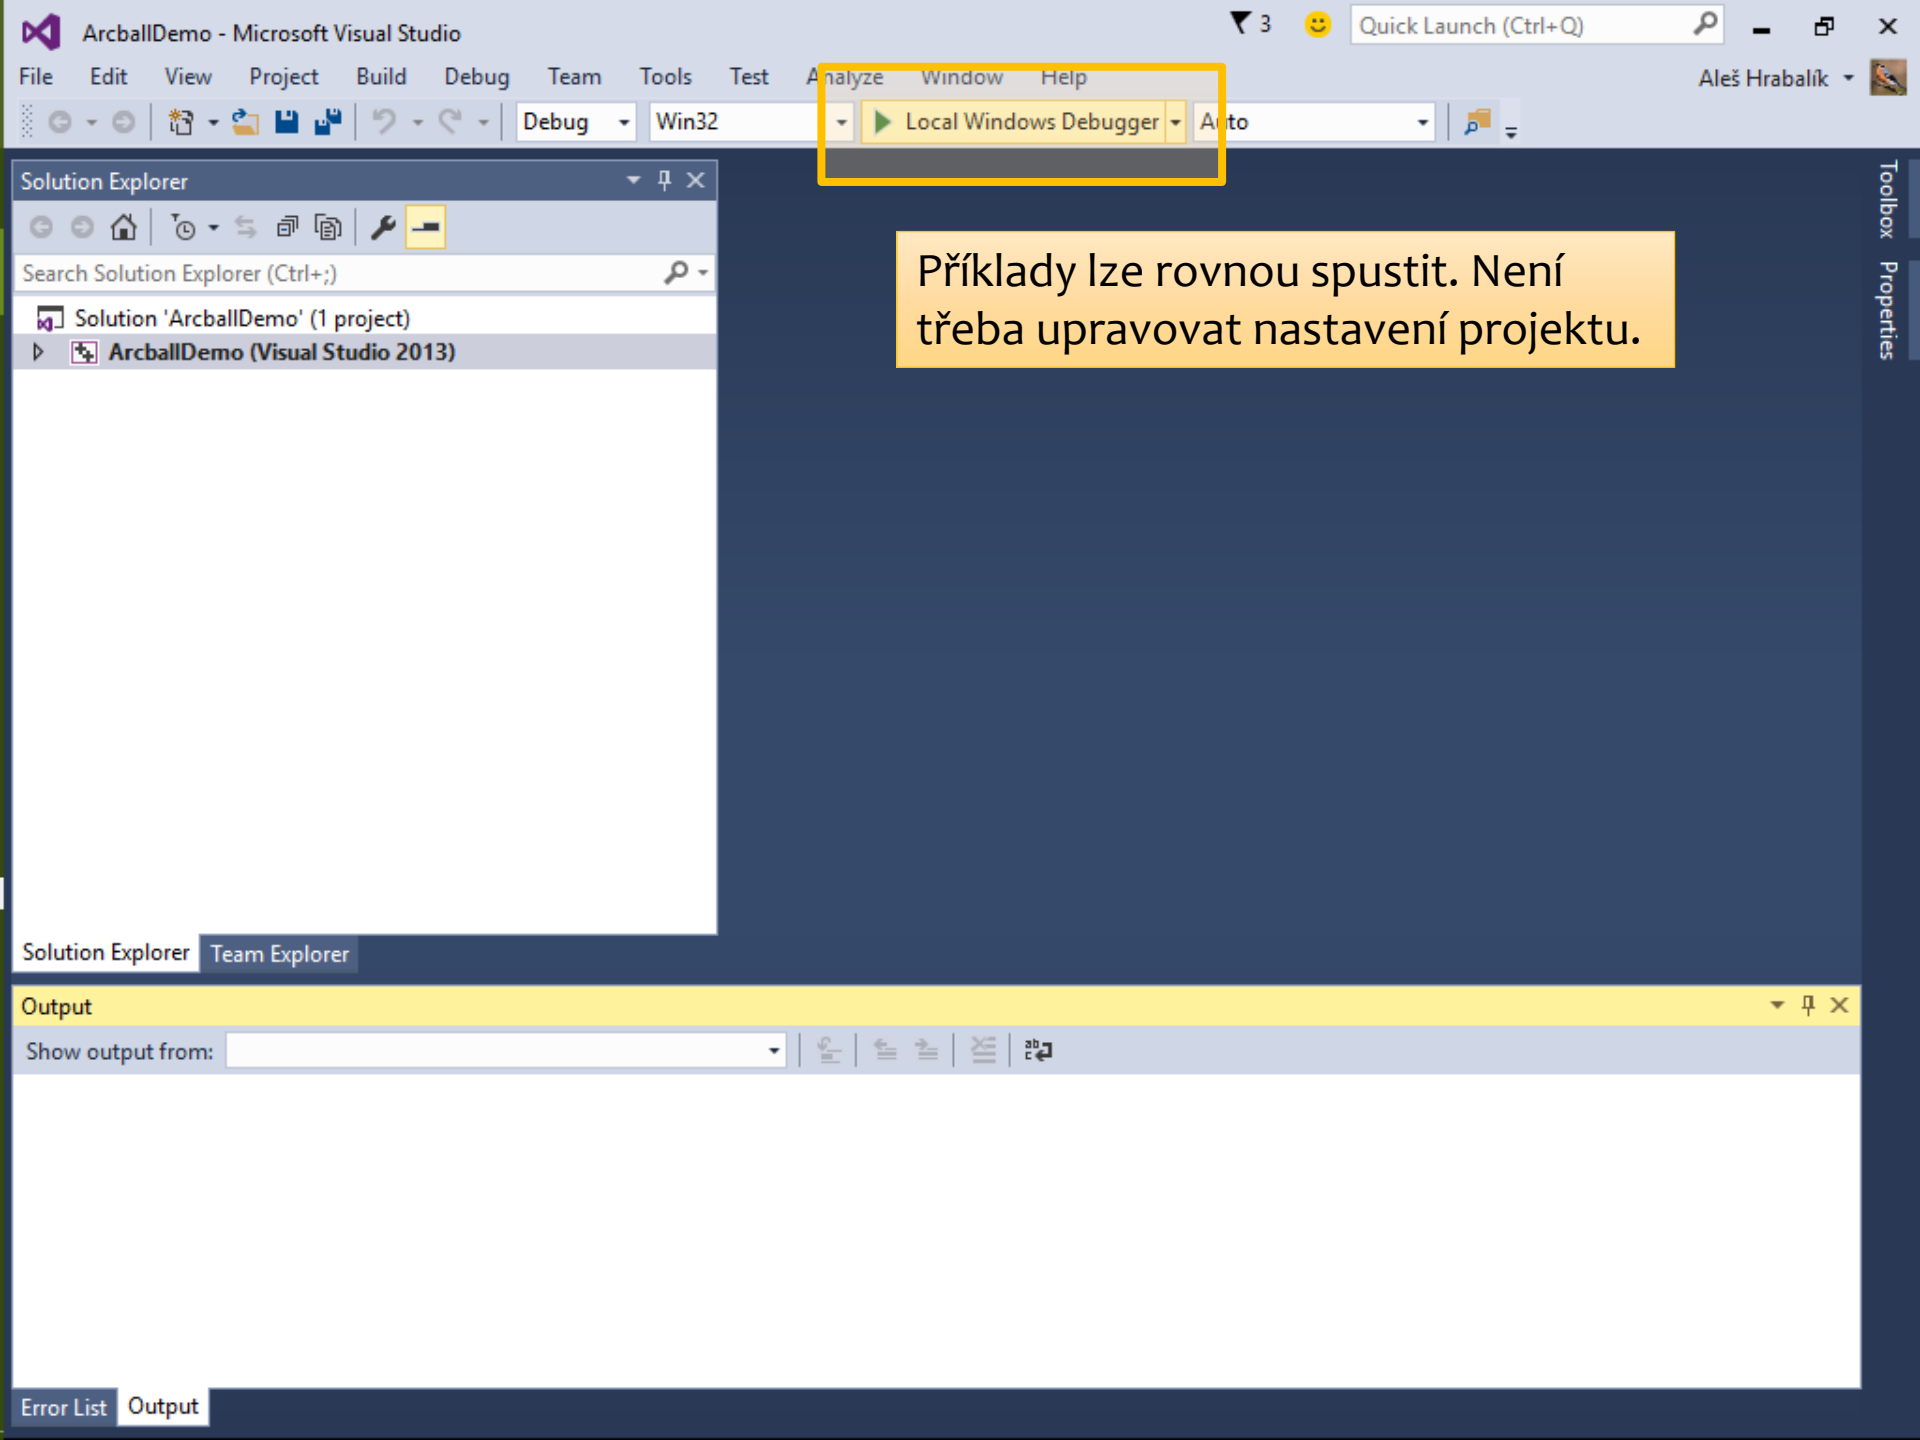 ArcballDemo - Microsoft Visual Studio
3
Quick Launch (Ctrl+Q)
File Edit View Project Build Debug Team Tools Test Analyze Window Help
Aleš Hrabalík
Debug Win32 Local Windows Debugger Auto
Solution Explorer
Search Solution Explorer (Ctrl+;)
Solution 'ArcballDemo' (1 project)
ArcballDemo (Visual Studio 2013)
Příklady lze rovnou spustit. Není
třeba upravovat nastavení projektu.
Toolbox
Properties
Solution Explorer Team Explorer
Output
Show output from:
Error List Output